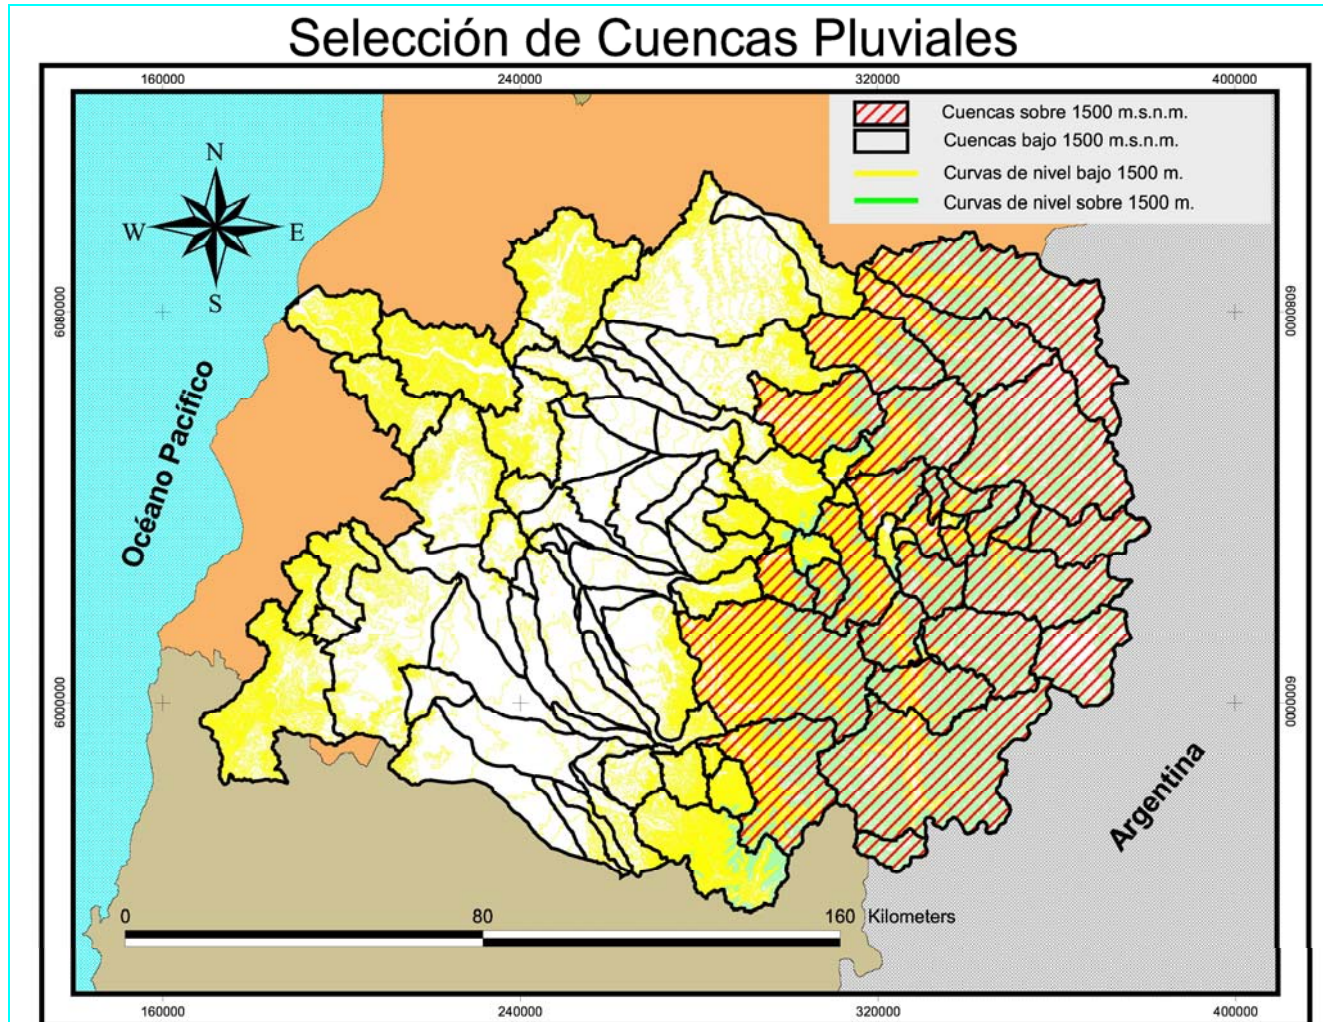 Selección de Cuencas Pluviales
160000 240000 320000 400000
Cuencas sobre 1500 m.s.n.m.
Cuencas bajo 1500 m.s.n.m.
Curvas de nivel bajo 1500 m.
Curvas de nivel sobre 1500 m.
N
W E
S
6080000 6080000
Océano Pacífico
6000000 6000000
Argentina
0 80 160 Kilometers
160000 240000 320000 400000